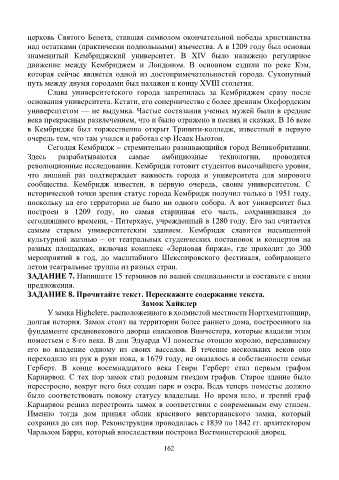 церковь Святого Бенета, ставшая символом окончательной победы христианства
над остатками (практически подпольными) язычества. А в 1209 году был основан
знаменитый Кембриджский университет. В XIV было налажено регулярное
движение между Кембриджем и Лондоном. В основном ездили по реке Кэм,
которая сейчас является одной из достопримечательностей города. Сухопутный
путь между двумя городами был налажен к концу XVIII столетия.
Слава университетского города закрепилась за Кембриджем сразу после
основания университета. Кстати, его соперничество с более древним Оксфордским
университетом — не выдумка. Частые состязания ученых мужей были в средние
века прекрасным развлечением, что и было отражено в песнях и сказках. В 16 веке
в Кембридже был торжественно открыт Тринити-колледж, известный в первую
очередь тем, что там учился и работал сэр Исаак Ньютон.
Сегодня Кембридж – стремительно развивающийся город Великобритании.
Здесь разрабатываются самые амбициозные технологии, проводятся
революционные исследования. Кембридж готовит студентов высочайшего уровня,
что лишний раз подтверждает важность города и университета для мирового
сообщества. Кембридж известен, в первую очередь, своим университетом. С
исторической точки зрения статус города Кембридж получил только в 1951 году,
поскольку на его территории не было ни одного собора. А вот университет был
построен в 1209 году, но самая старинная его часть, сохранившаяся до
сегодняшнего времени, - Питерхаус, учрежденный в 1280 году. Его зал считается
самым старым университетским зданием. Кембридж славится насыщенной
культурной жизнью – от театральных студенческих постановок и концертов на
разных площадках, включая комплекс «Зерновая биржа», где проходит до 300
мероприятий в год, до масштабного Шекспировского фестиваля, собирающего
летом театральные группы из разных стран.
ЗАДАНИЕ 7. Напишите 15 терминов по вашей специальности и составьте с ними
предложения.
ЗАДАНИЕ 8. Прочитайте текст. Перескажите содержание текста.
Замок Хайклер
У замка Highclere, расположенного в холмистой местности Нортхемптоншир,
долгая история. Замок стоит на территории более раннего дома, построенного на
фундаменте средневекового дворца епископов Винчестера, которые владели этим
поместьем с 8-го века. В дни Эдуарда VI поместье отошло королю, передавшему
его во владение одному из своих вассалов. В течение нескольких веков оно
переходило из рук в руки пока, в 1679 году, не оказалось в собственности семьи
Герберт. В конце восемнадцатого века Генри Герберт стал первым графом
Карнарвон. С тех пор замок стал родовым гнездом графов. Старое здание было
перестроено, вокруг него был создан парк и озера. Ведь теперь поместье должно
было соответствовать новому статусу владельца. Но время шло, и третий граф
Карнарвон решил перестроить замок в соответствии с современным ему стилем.
Именно тогда дом принял облик красивого викторианского замка, который
сохранил до сих пор. Реконструкция проводилась с 1839 по 1842 гг. архитектором
Чарльзом Барри, который впоследствии построил Вестминстерский дворец.
162